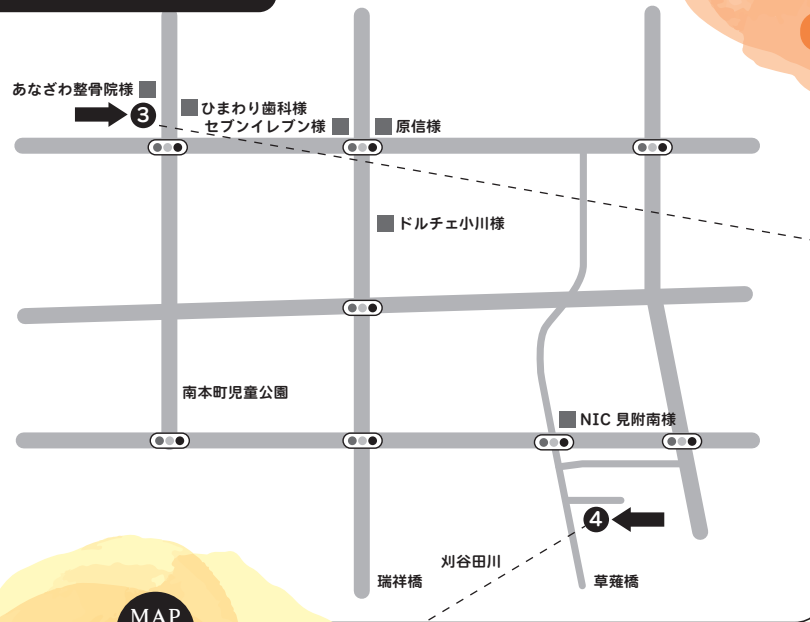 あなざわ整骨院様
3
ひまわり歯科様
セブンイレブン様
原信様
ドルチェ小川様
南本町児童公園
NIC 見附南様
4
刈谷田川
瑞祥橋
草薙橋
MAP